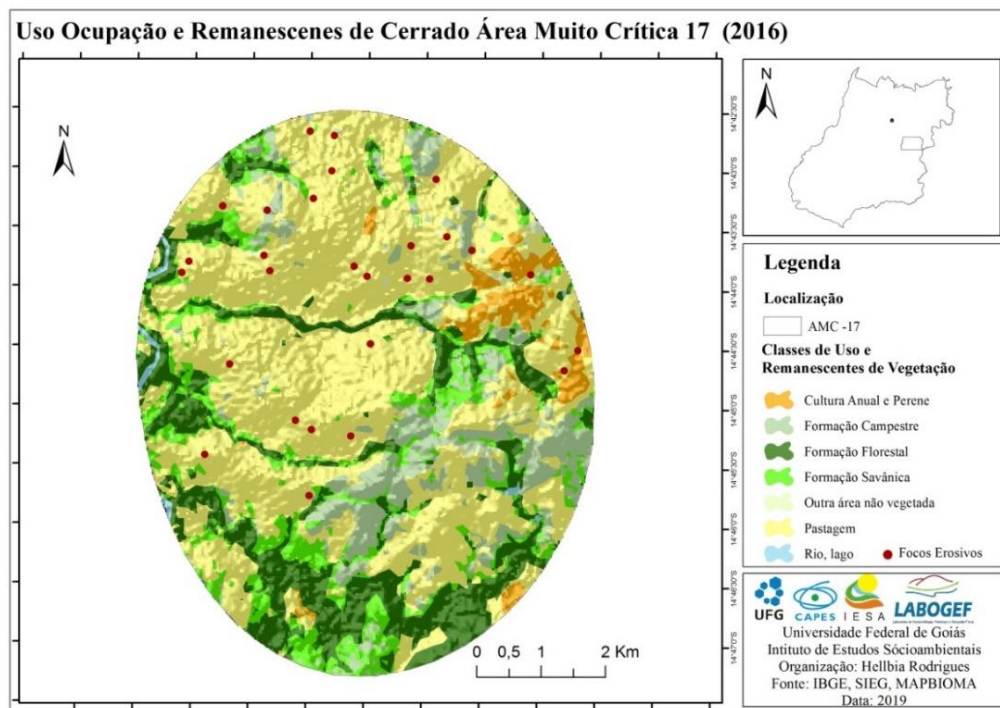 Uso Ocupação e Remanescenes de Cerrado Área Muito Crítica 17 (2016)
N
N
Legenda
Localização
AMC -17
Classes de Uso e
Remanescentes de Vegetação
Cultura Anual e Perene
Formação Campestre
Formação Florestal
Formação Savânica
Outra área não vegetada
Pastagem
Rio, lago
Focos Erosivos
0 0,5 1 2 Km
UFG
CAPES
IESA
LABOGEF
Universidade Federal de Goiás
Intituto de Estudos Sócioambientais
Organização: Hellbia Rodrigues
Fonte: IBGE, SIEG, MAPBIOMA
Data: 2019